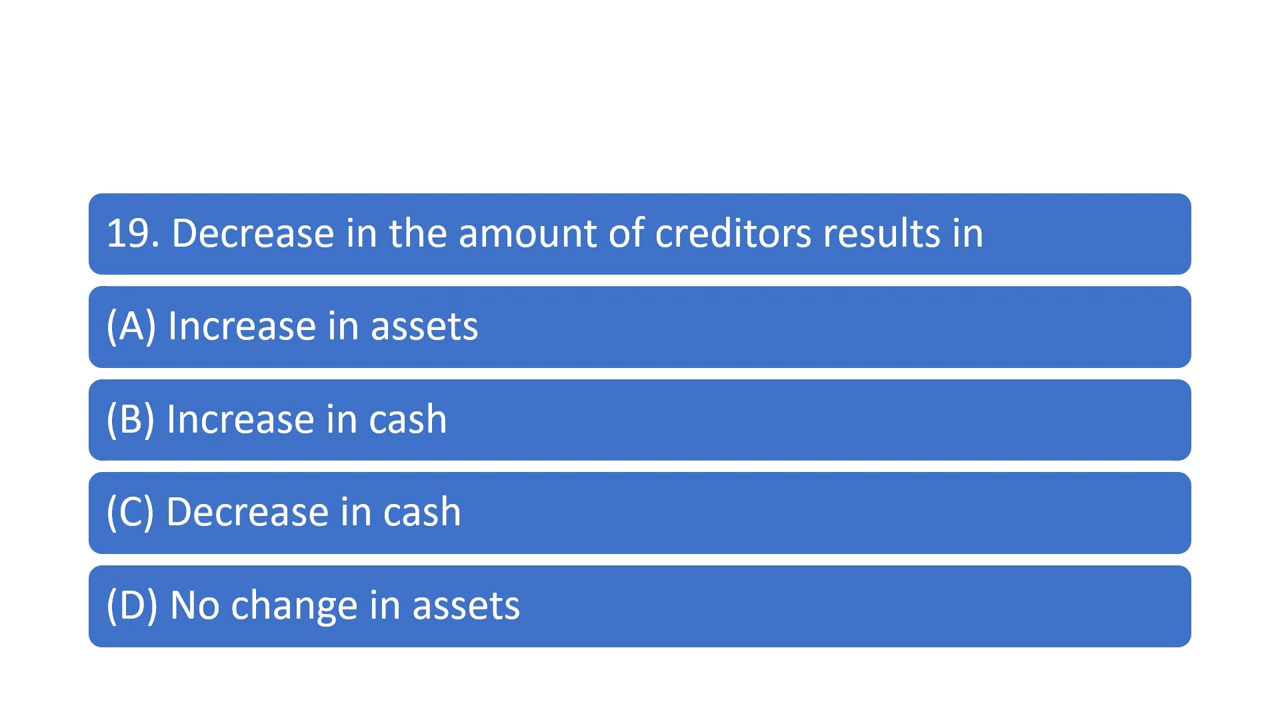 19. Decrease in the amount of creditors results in
(A) Increase in assets
(B) Increase in cash
(C) Decrease in cash
(D) No change in assets